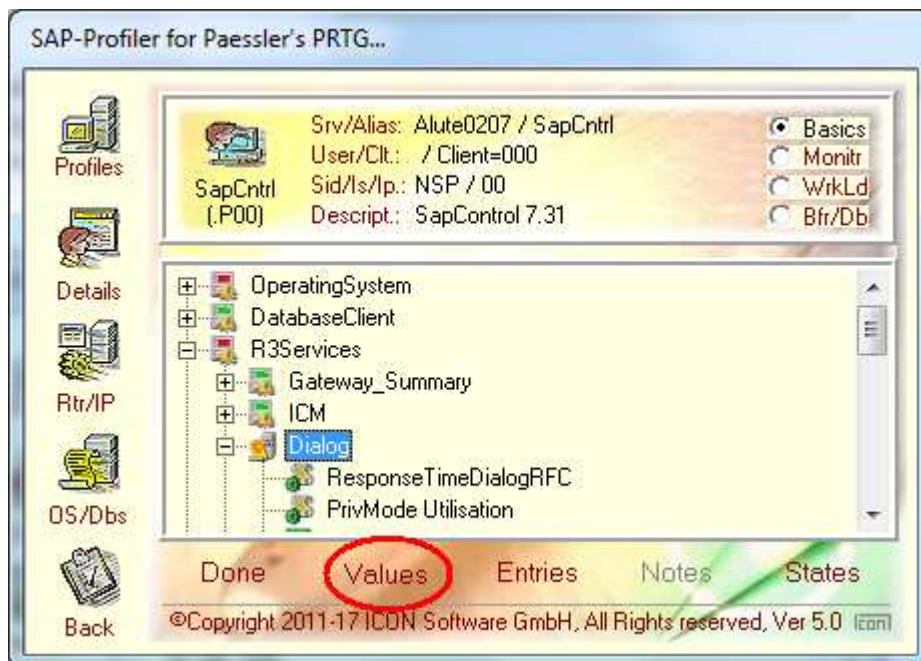 SAP-Profiler for Paessler's PRTG...
Profiles
Details
Rtr/IP
OS/Dbs
Back
SapCntrl
(.P00)
Srv/Alias: Alute0207 / SapCntrl
User/Clt.: / Client=000
Sid/Is/Ip.: NSP / 00
Descript.: SapControl 7.31
Basics
Monitr
WrkLd
Bfr/Db
OperatingSystem
DatabaseClient
R3Services
Gateway_Summary
ICM
Dialog
ResponseTimeDialogRFC
PrivMode Utilisation
Done Values Entries Notes States
©Copyright 2011-17 ICON Software GmbH, All Rights reserved, Ver 5.0 Icon